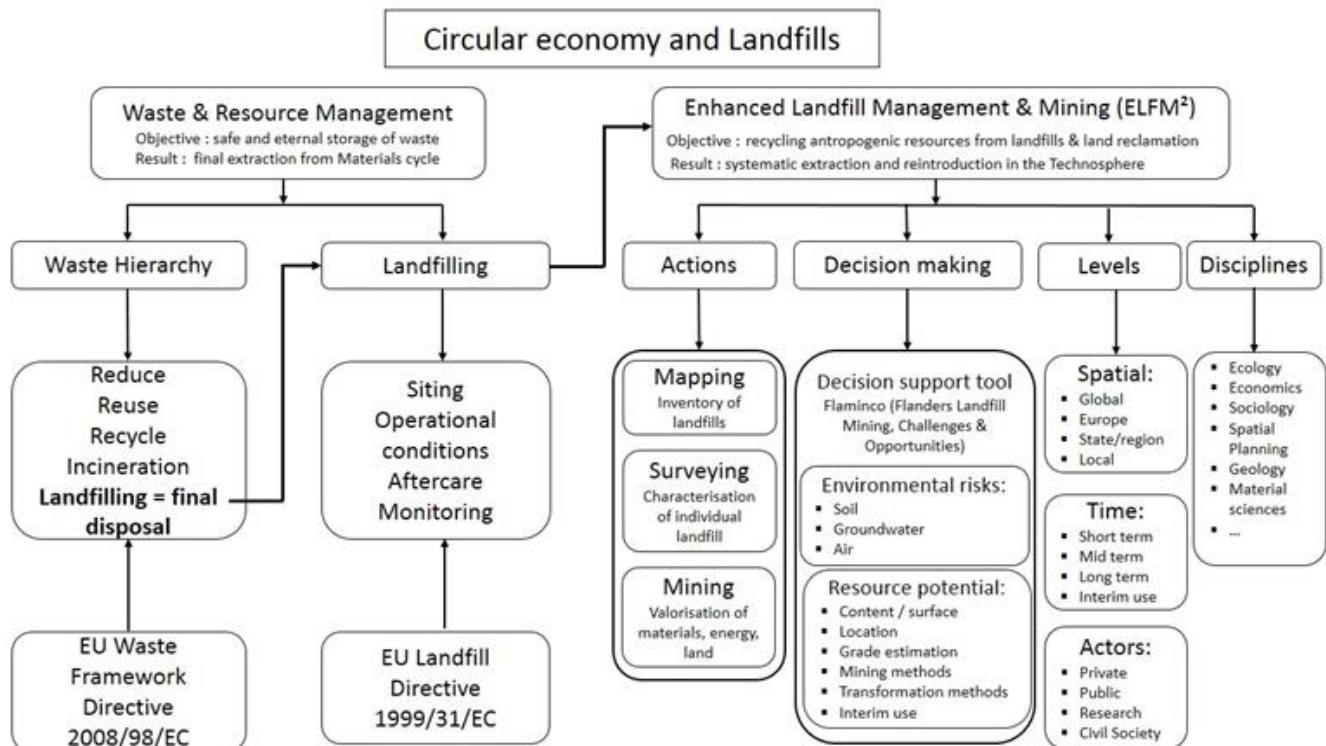 Circular economy and Landfills
Waste & Resource Management
Objective : safe and eternal storage of waste
Result : final extraction from Materials cycle
Enhanced Landfill Management & Mining (ELFM²)
Objective : recycling antropogenic resources from landfills & land reclamation
Result : systematic extraction and reintroduction in the Technosphere
Waste Hierarchy
Landfilling
Actions
Decision making
Levels
Disciplines
Reduce
Reuse
Recycle
Incineration
Landfilling = final
disposal
Siting
Operational
conditions
Aftercare
Monitoring
EU Waste
Framework
Directive
2008/98/EC
EU Landfill
Directive
1999/31/EC
Mapping
Inventory of
landfills
Surveying
Characterisation
of individual
landfill
Mining
Valorisation of
materials, energy,
land
Decision support tool
Flaminco (Flanders Landfill
Mining, Challenges &
Opportunities)
Environmental risks:
▪ Soil
▪ Groundwater
▪ Air
Resource potential:
▪ Content / surface
▪ Location
▪ Grade estimation
▪ Mining methods
▪ Transformation methods
▪ Interim use
Spatial:
▪ Global
▪ Europe
▪ State/region
▪ Local
Time:
▪ Short term
▪ Mid term
▪ Long term
▪ Interim use
Actors:
▪ Private
▪ Public
▪ Research
▪ Civil Society
▪ Ecology
▪ Economics
▪ Sociology
▪ Spatial
Planning
▪ Geology
▪ Material
sciences
▪ ...